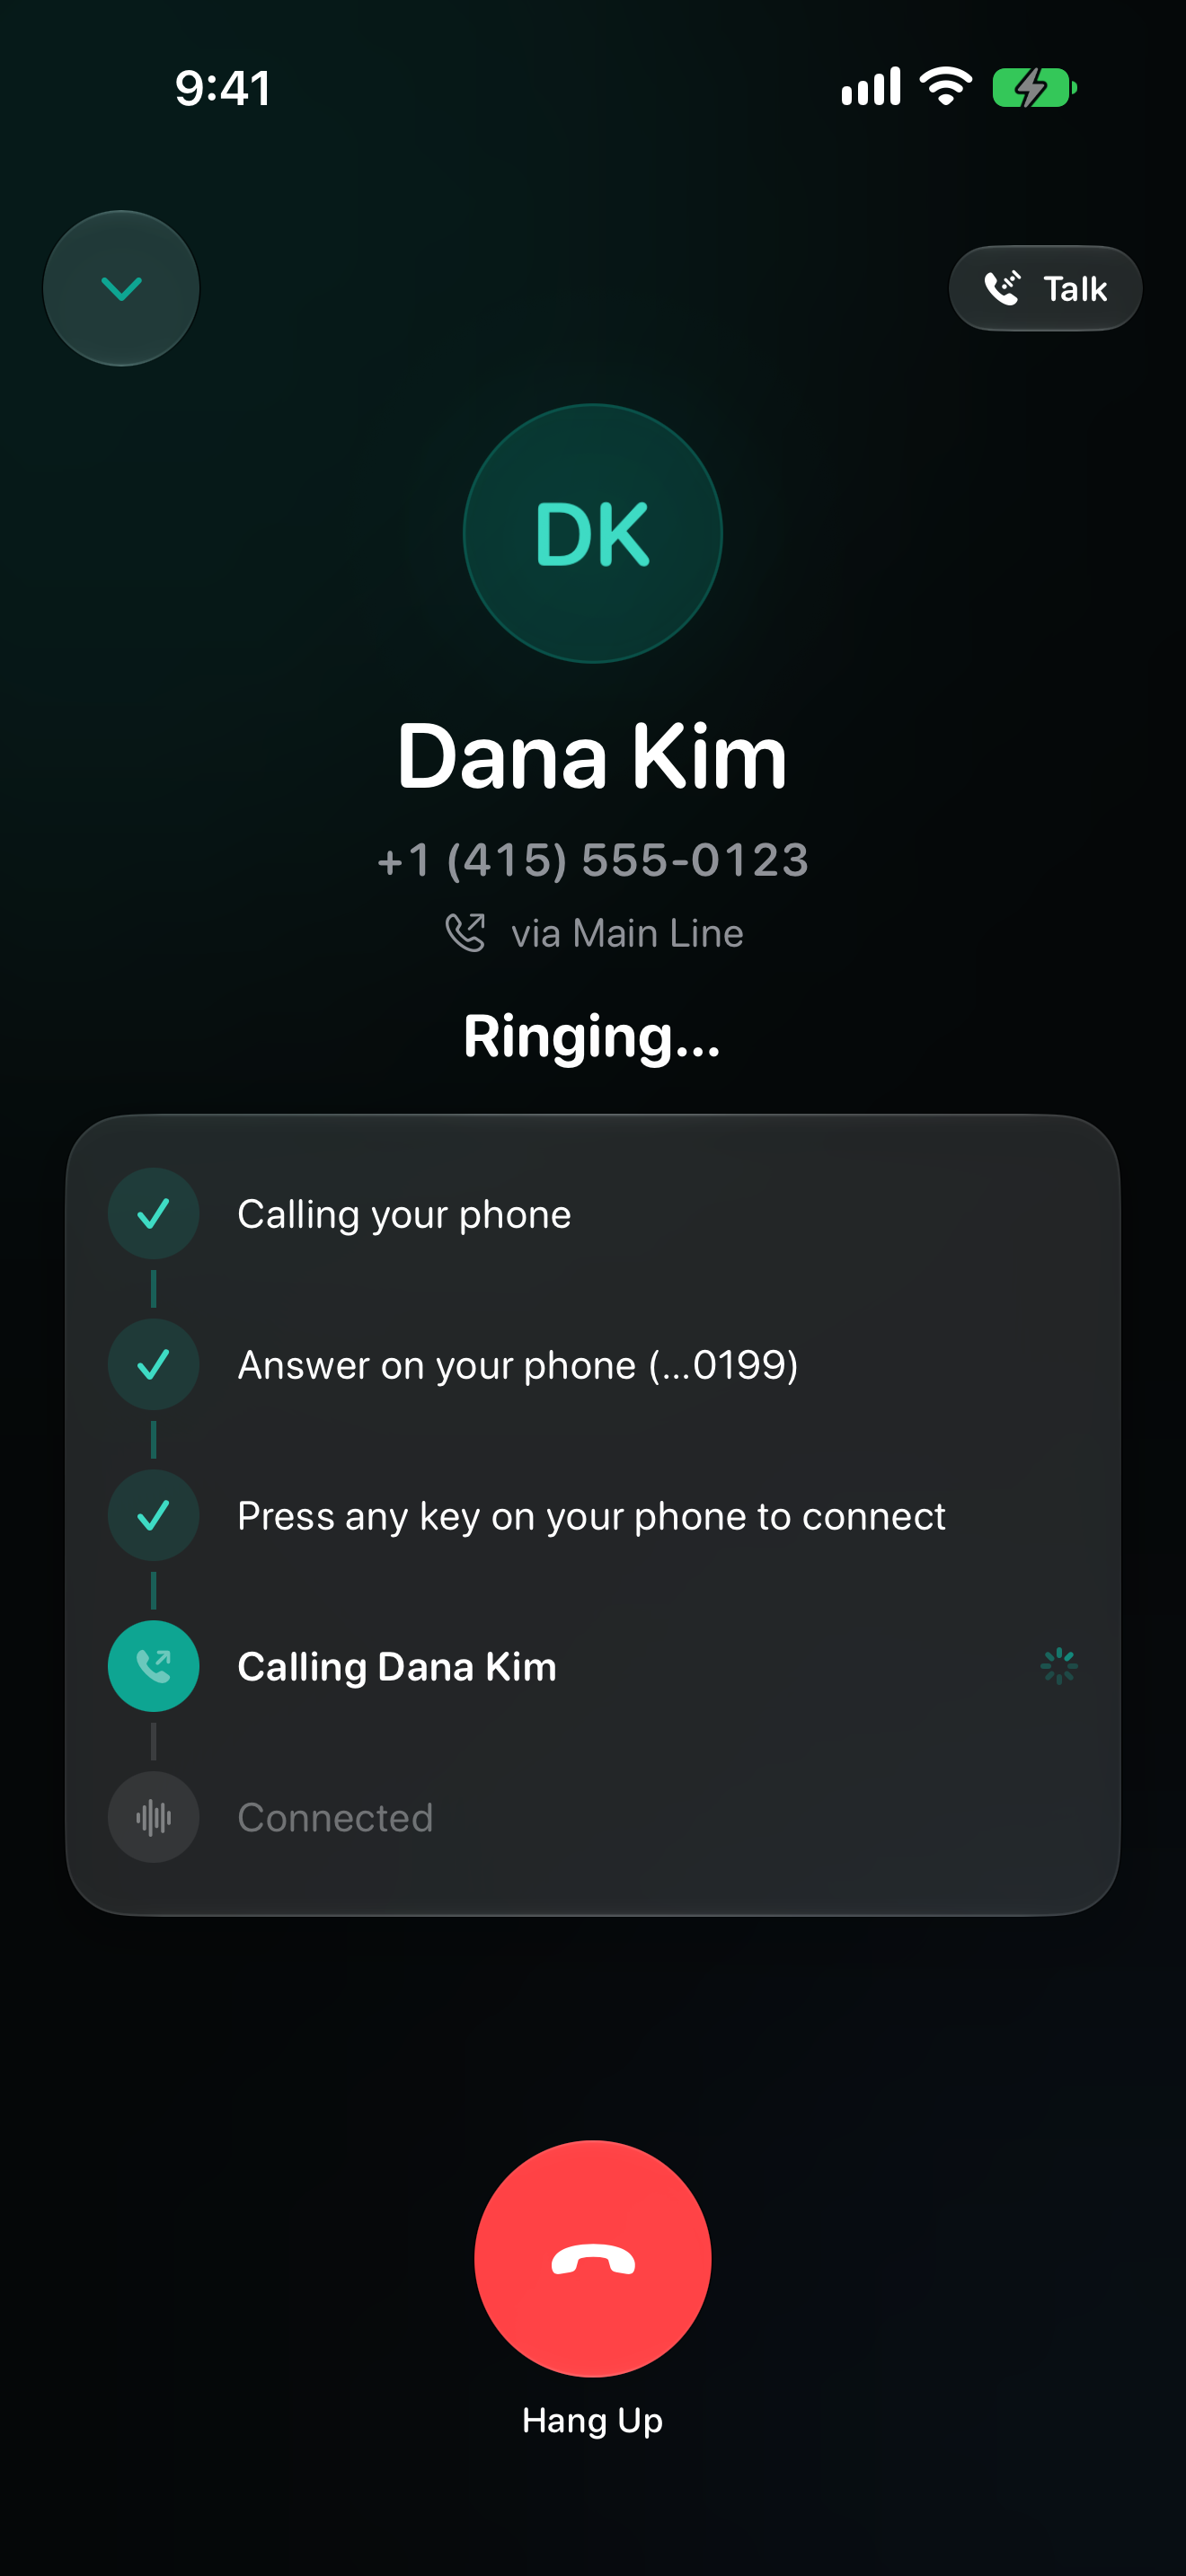 9:41
Talk
DK
Dana Kim
+1 (415) 555-0123
via Main Line
Ringing...
Calling your phone
Answer on your phone (...0199)
Press any key on your phone to connect
Calling Dana Kim
Connected
Hang Up